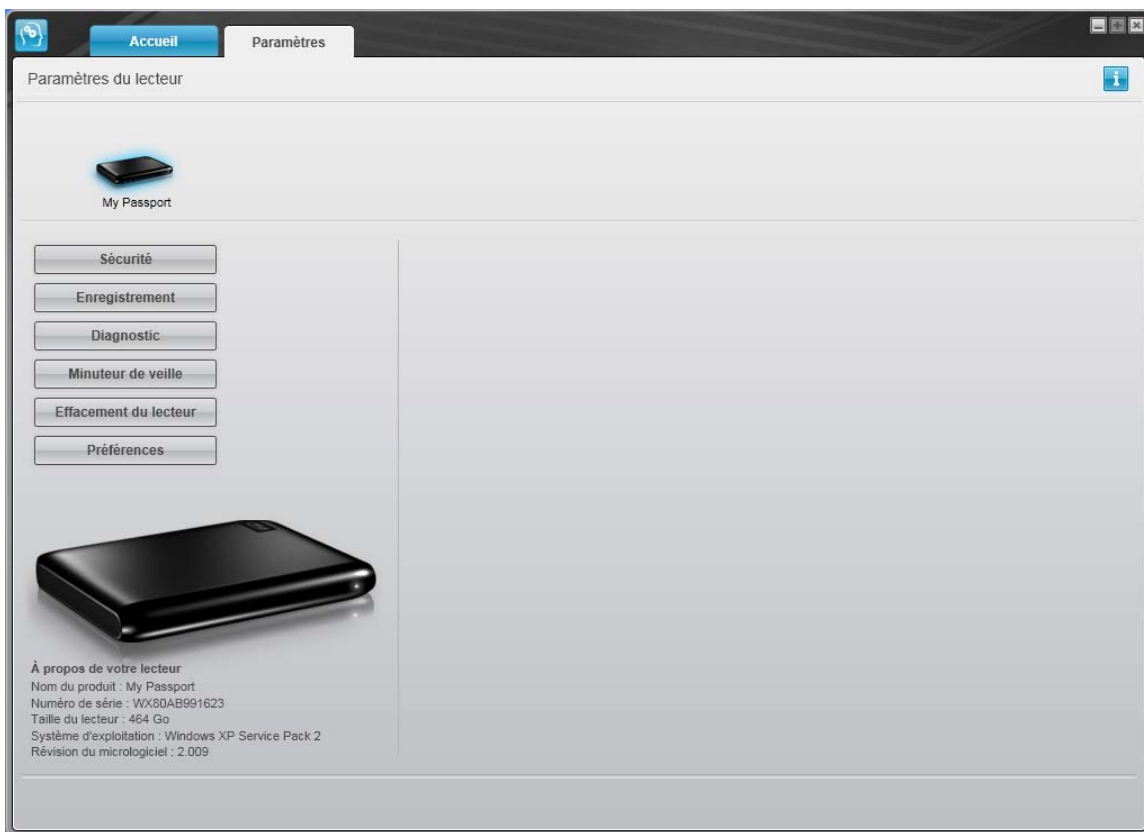 Accueil
Paramètres
Paramètres du lecteur
My Passport
Sécurité
Enregistrement
Diagnostic
Minuteur de veille
Effacement du lecteur
Préférences
À propos de votre lecteur
Nom du produit : My Passport
Numéro de série : WX80AB991623
Taille du lecteur : 464 Go
Système d'exploitation : Windows XP Service Pack 2
Révision du micrologiciel : 2.009